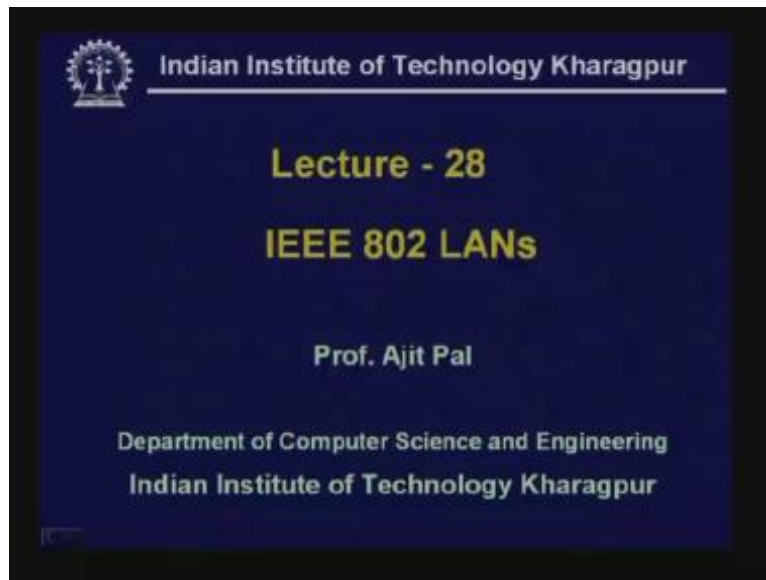 Indian Institute of Technology Kharagpur
Lecture - 28
IEEE 802 LANs
Prof. Ajit Pal
Department of Computer Science and Engineering
Indian Institute of Technology Kharagpur